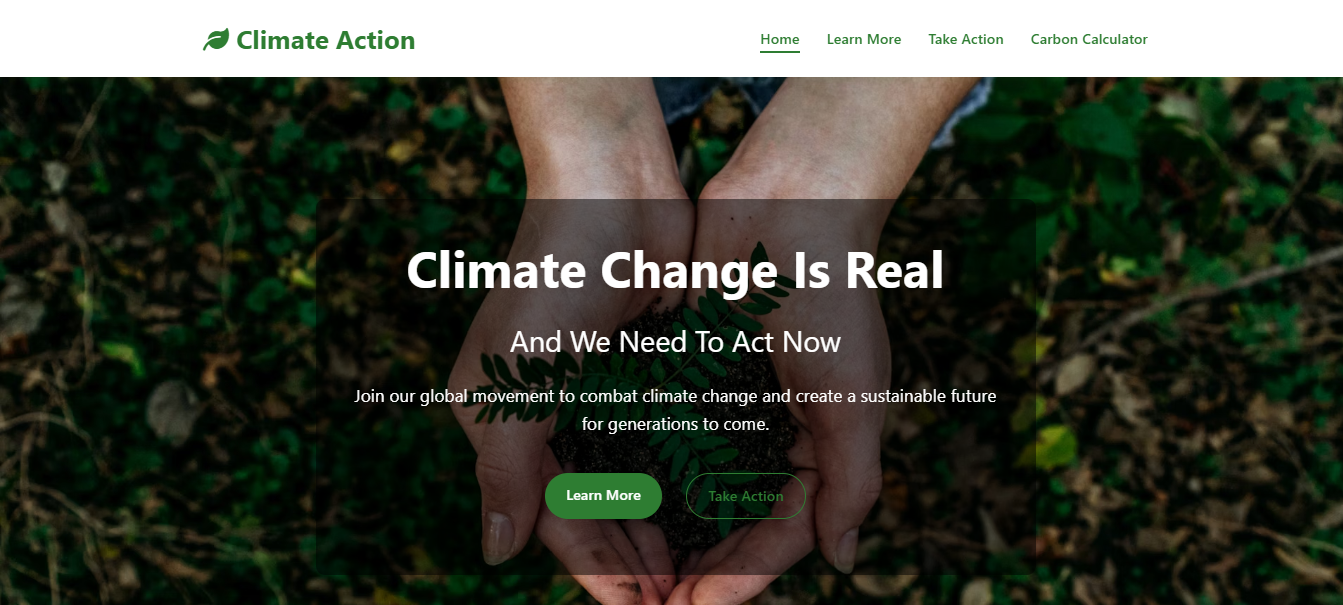 Climate Action
Home Learn More Take Action Carbon Calculator
Climate Change Is Real
And We Need To Act Now
Join our global movement to combat climate change and create a sustainable future
for generations to come.
Learn More Take Action